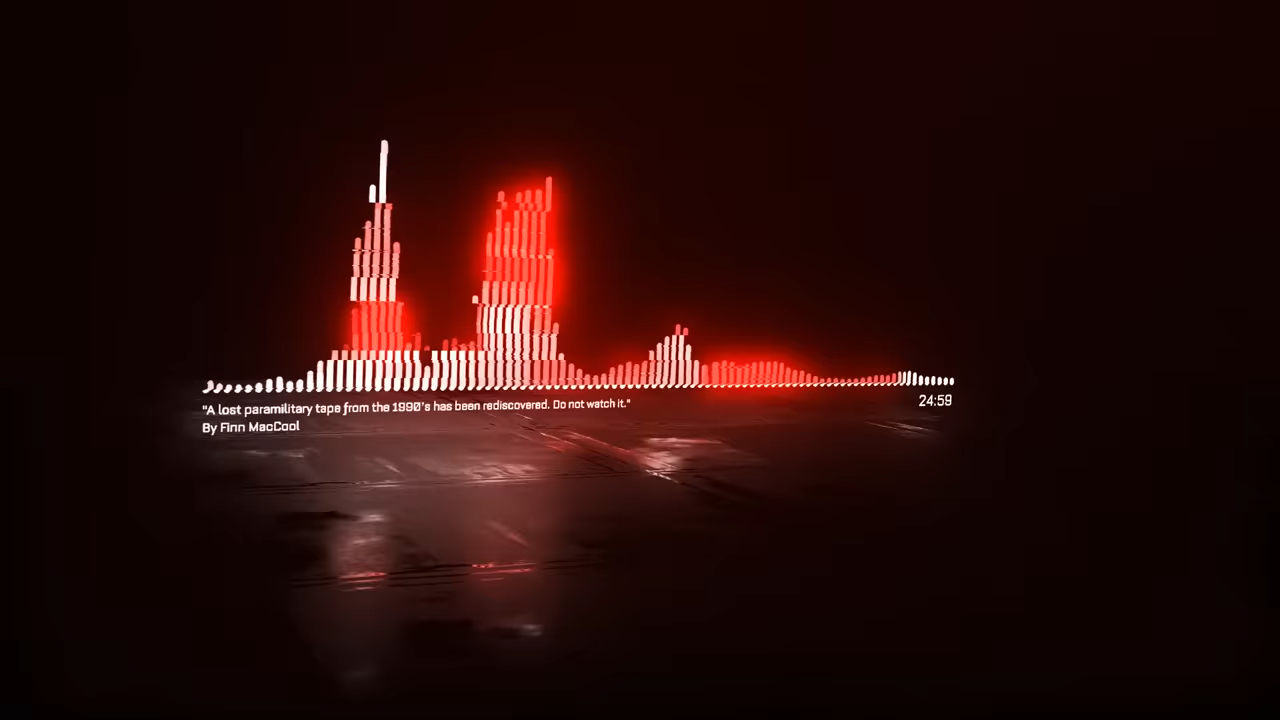 "A lost paramilitary tape from the 1990's has been rediscovered. Do not watch it."
By Finn MacCool
24:59